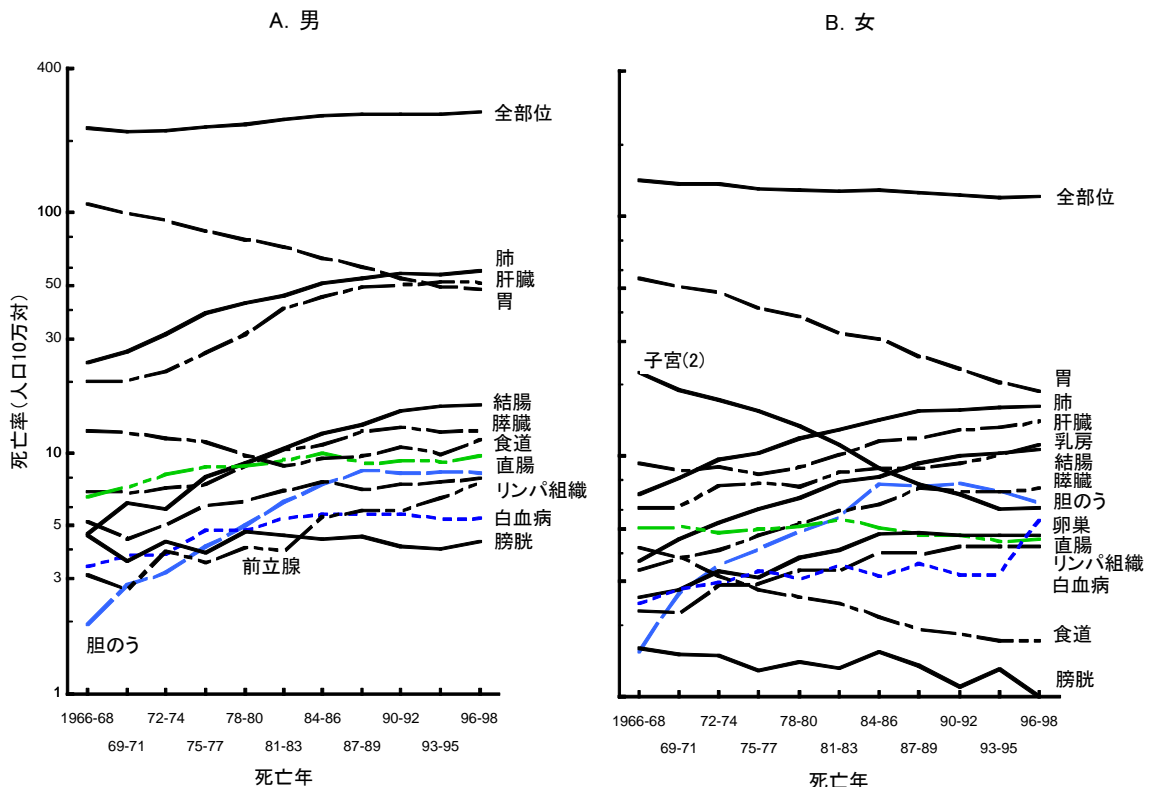 A. 男
400
100
50
30
10
5
3
1
死亡率(人口10万対)
全部位
肺
肝臓
胃
結腸
膵臓
食道
直腸
リンパ組織
白血病
膀胱
前立腺
胆のう
1966-68
69-71
72-74
75-77
78-80
81-83
84-86
87-89
90-92
93-95
96-98
死亡年
B. 女
全部位
子宮(2)
胃
肺
肝臓
乳房
結腸
膵臓
胆のう
卵巣
直腸
リンパ組織
白血病
食道
膀胱
1966-68
69-71
72-74
75-77
78-80
81-83
84-86
87-89
90-92
93-95
96-98
死亡年